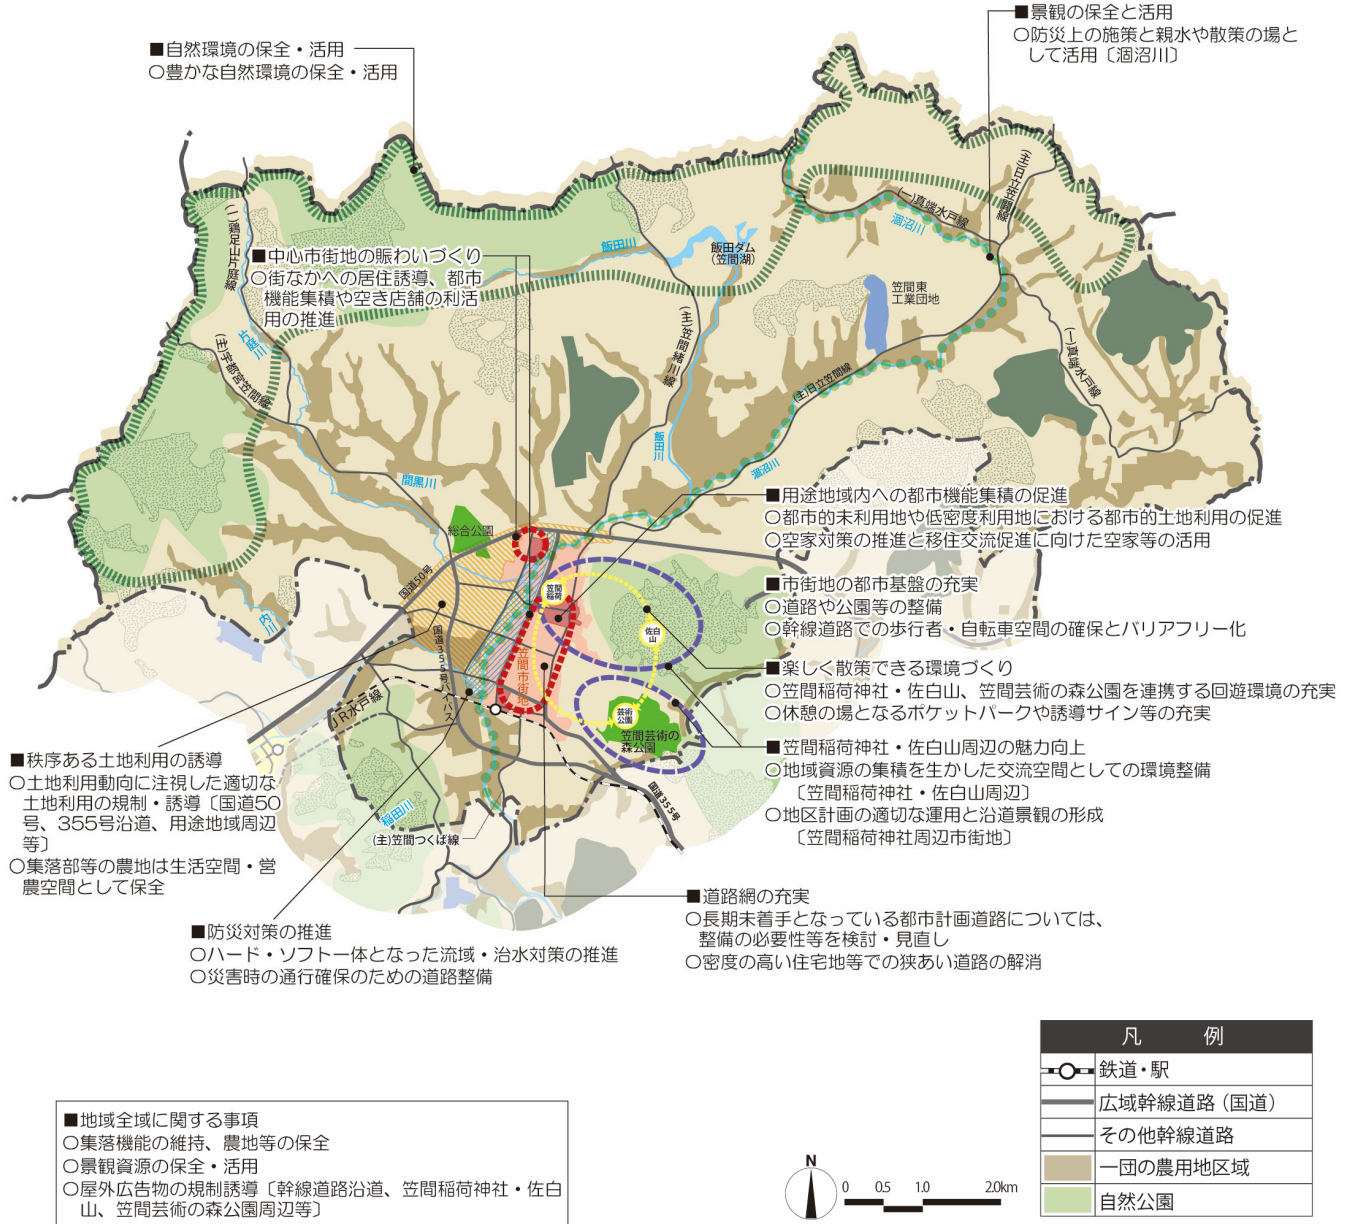 ■自然環境の保全・活用
○豊かな自然環境の保全・活用
■景観の保全と活用
○防災上の施策と親水や散策の場と
して活用〔涸沼川〕
(主)日立笠間線
(一)真端水戸線
涸沼川
(一)鶏足山片庭線
■中心市街地の賑わいづくり
○街なかへの居住誘導、都市
機能集積や空き店舗の利活
用の推進
飯田川
飯田ダム
(笠間湖)
笠間東
工業団地
片庭川
(主)宇都宮笠間線
(主)笠間緒川線
(一)真端水戸線
(主)日立笠間線
飯田川
涸沼川
間黒川
■用途地域内への都市機能集積の促進
○都市的未利用地や低密度利用地における都市的土地利用の促進
○空家対策の推進と移住交流促進に向けた空家等の活用
総合公園
国道50号
笠間
稲荷
■市街地の都市基盤の充実
○道路や公園等の整備
○幹線道路での歩行者・自転車空間の確保とバリアフリー化
内川
国道355号バイパス
佐白
山
笠間市街地
■楽しく散策できる環境づくり
○笠間稲荷神社・佐白山、笠間芸術の森公園を連携する回遊環境の充実
○休憩の場となるポケットパークや誘導サイン等の充実
JR水戸線
芸術
公園
笠間芸術の
森公園
■笠間稲荷神社・佐白山周辺の魅力向上
○地域資源の集積を生かした交流空間としての環境整備
〔笠間稲荷神社・佐白山周辺〕
○地区計画の適切な運用と沿道景観の形成
〔笠間稲荷神社周辺市街地〕
■秩序ある土地利用の誘導
○土地利用動向に注視した適切な
土地利用の規制・誘導〔国道50
号、355号沿道、用途地域周辺
等〕
○集落部等の農地は生活空間・営
農空間として保全
国道355号
稲田川
(主)笠間つくば線
■道路網の充実
○長期未着手となっている都市計画道路については、
整備の必要性等を検討・見直し
○密度の高い住宅地等での狭あい道路の解消
■防災対策の推進
○ハード・ソフト一体となった流域・治水対策の推進
○災害時の通行確保のための道路整備
凡 例
鉄道・駅
広域幹線道路(国道)
その他幹線道路
一団の農用地区域
自然公園
■地域全域に関する事項
○集落機能の維持、農地等の保全
○景観資源の保全・活用
○屋外広告物の規制誘導〔幹線道路沿道、笠間稲荷神社・佐白
山、笠間芸術の森公園周辺等〕
N
0 0.5 1.0 2.0km